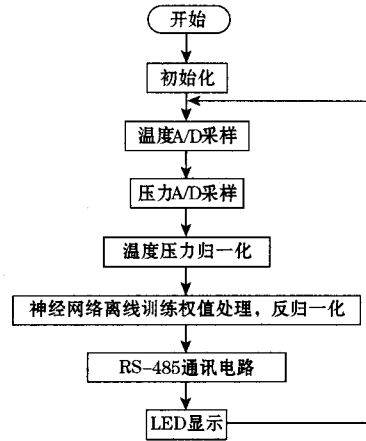 开始
初始化
温度A/D采样
压力A/D采样
温度压力归一化
神经网络离线训练权值处理，反归一化
RS-485通讯电路
LED显示